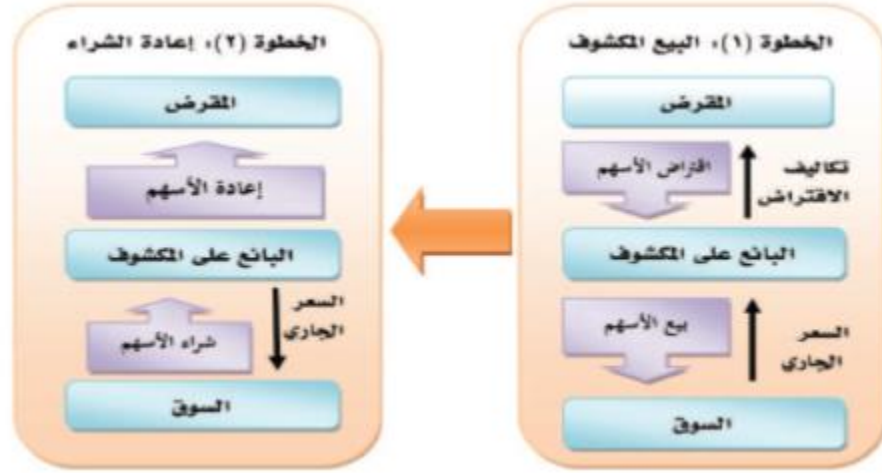 الخطوة (١)، البيع المكشوف
المقرض
اقتراض الأسهم
تكاليف
الاقتراض
البائع على المكشوف
بيع الأسهم
السعر
الجاري
السوق
الخطوة (٢)، إعادة الشراء
المقرض
إعادة الأسهم
البائع على المكشوف
شراء الأسهم
السعر
الجاري
السوق